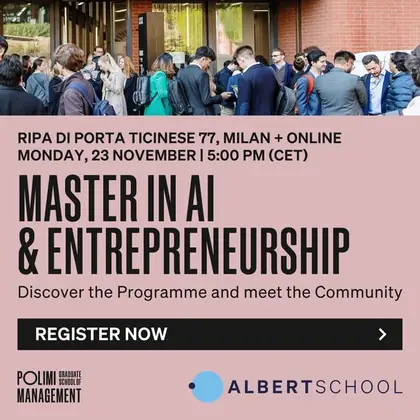 RIPA DI PORTA TICINESE 77, MILAN + ONLINE
MONDAY, 23 NOVEMBER | 5:00 PM (CET)
MASTER IN AI
& ENTREPRENEURSHIP
Discover the Programme and meet the Community
REGISTER NOW
POLIMI GRADUATE SCHOOL OF
MANAGEMENT
ALBERTSCHOOL